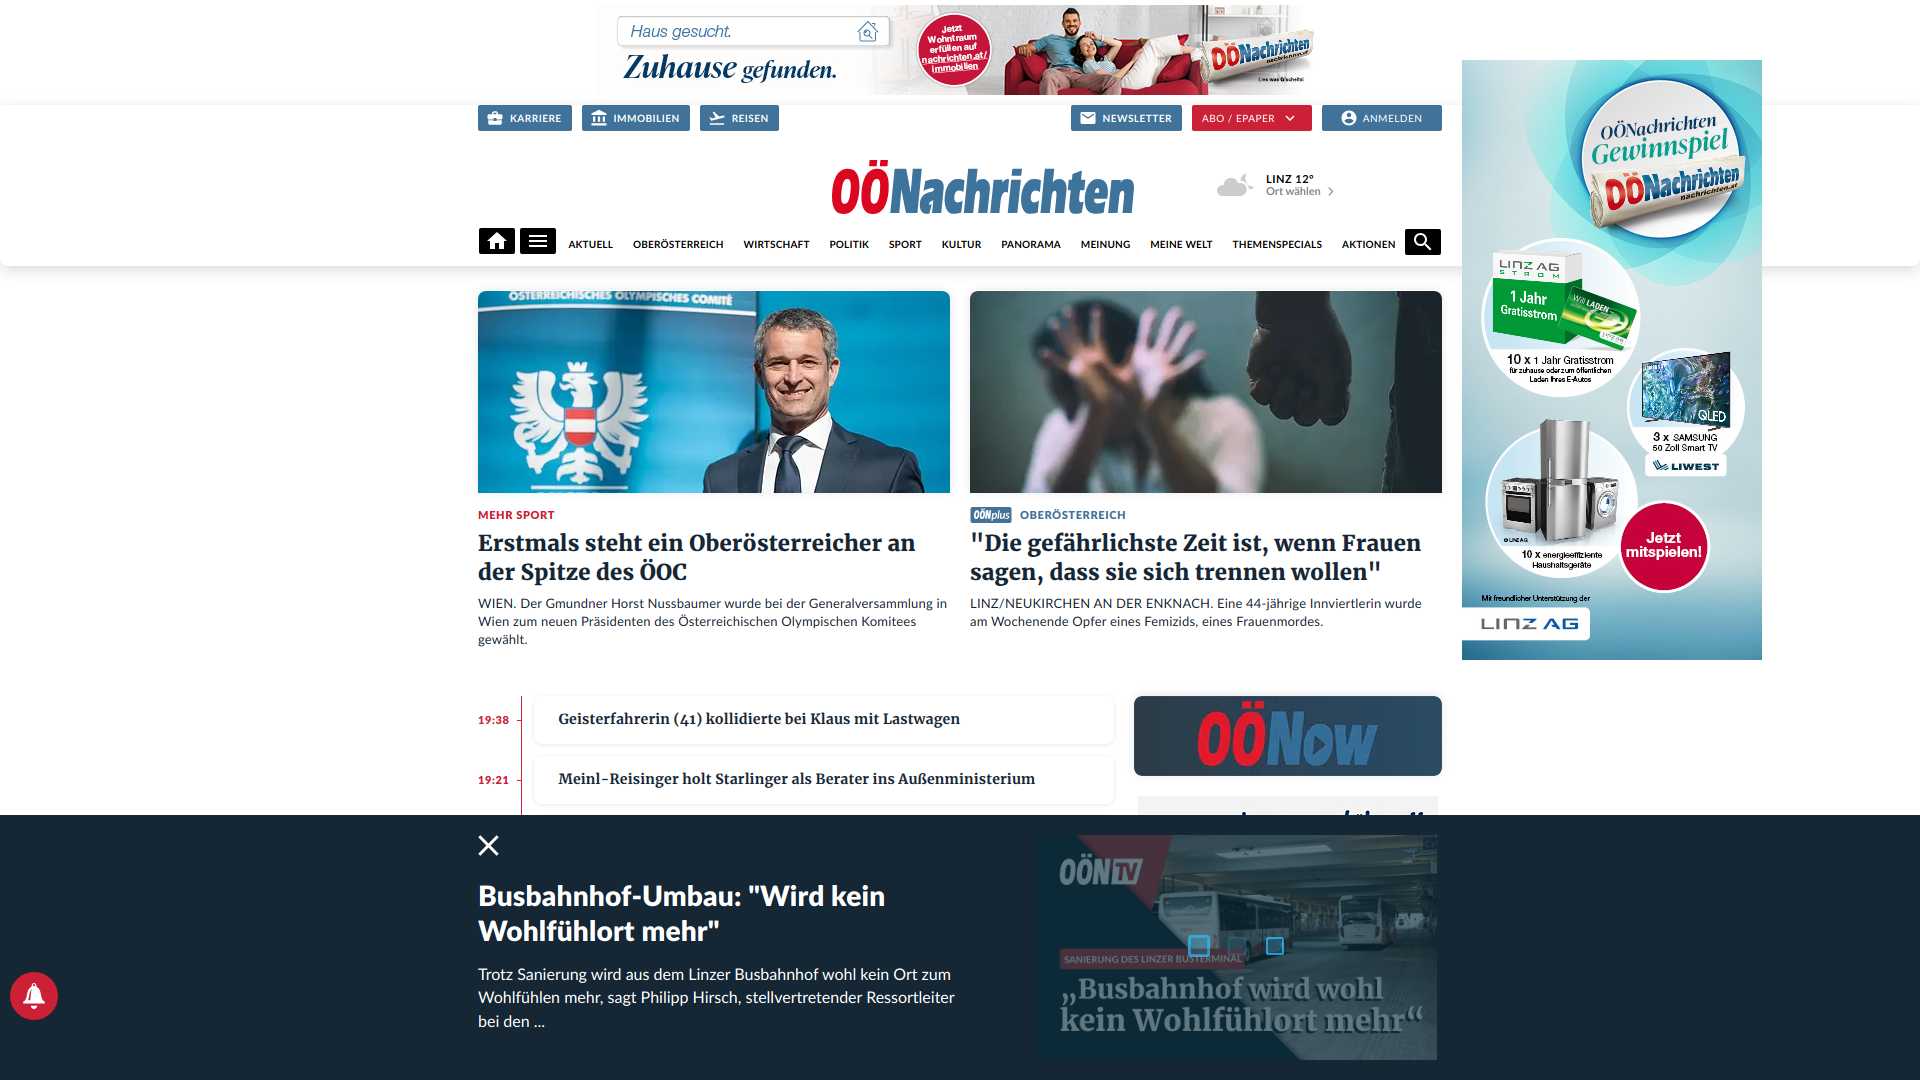 Haus gesucht.
Zuhause gefunden.
Jetzt
Wohntraum
erfüllen auf
nachrichten.at/
immobilien
OÖNachrichten
Lies was G'scheits!
KARRIERE
IMMOBILIEN
REISEN
NEWSLETTER
ABO / EPAPER
ANMELDEN
OÖNachrichten
LINZ 12°
Ort wählen
AKTUELL
OBERÖSTERREICH
WIRTSCHAFT
POLITIK
SPORT
KULTUR
PANORAMA
MEINUNG
MEINE WELT
THEMENSPECIALS
AKTIONEN
ÖSTERREICHISCHES OLYMPISCHES COMITÉ
MEHR SPORT
Erstmals steht ein Oberösterreicher an
der Spitze des ÖOC
WIEN. Der Gmundner Horst Nussbaumer wurde bei der Generalversammlung in
Wien zum neuen Präsidenten des Österreichischen Olympischen Komitees
gewählt.
OÖNplus OBERÖSTERREICH
"Die gefährlichste Zeit ist, wenn Frauen
sagen, dass sie sich trennen wollen"
LINZ/NEUKIRCHEN AN DER ENKNACH. Eine 44-jährige Innviertlerin wurde
am Wochenende Opfer eines Femizids, eines Frauenmordes.
OÖNachrichten
Gewinnspiel
OÖNachrichten
nachrichten.at
LINZ AG
STROM
1 Jahr
Gratisstrom
Will LADEN
10 x 1 Jahr Gratisstrom
für zuhause oder zum öffentlichen
Laden Ihres E-Autos
QLED
3 x SAMSUNG
50 Zoll Smart TV
LIWEST
© LINZ AG
10 x energieeffiziente
Haushaltsgeräte
Jetzt
mitspielen!
Mit freundlicher Unterstützung der
LINZ AG
19:38 Geisterfahrerin (41) kollidierte bei Klaus mit Lastwagen
19:21 Meinl-Reisinger holt Starlinger als Berater ins Außenministerium
OÖNow
Busbahnhof-Umbau: "Wird kein
Wohlfühlort mehr"
Trotz Sanierung wird aus dem Linzer Busbahnhof wohl kein Ort zum
Wohlfühlen mehr, sagt Philipp Hirsch, stellvertretender Ressortleiter
bei den ...
OÖN TV
SANIERUNG DES LINZER BUSTERMINAL
„Busbahnhof wird wohl
kein Wohlfühlort mehr“